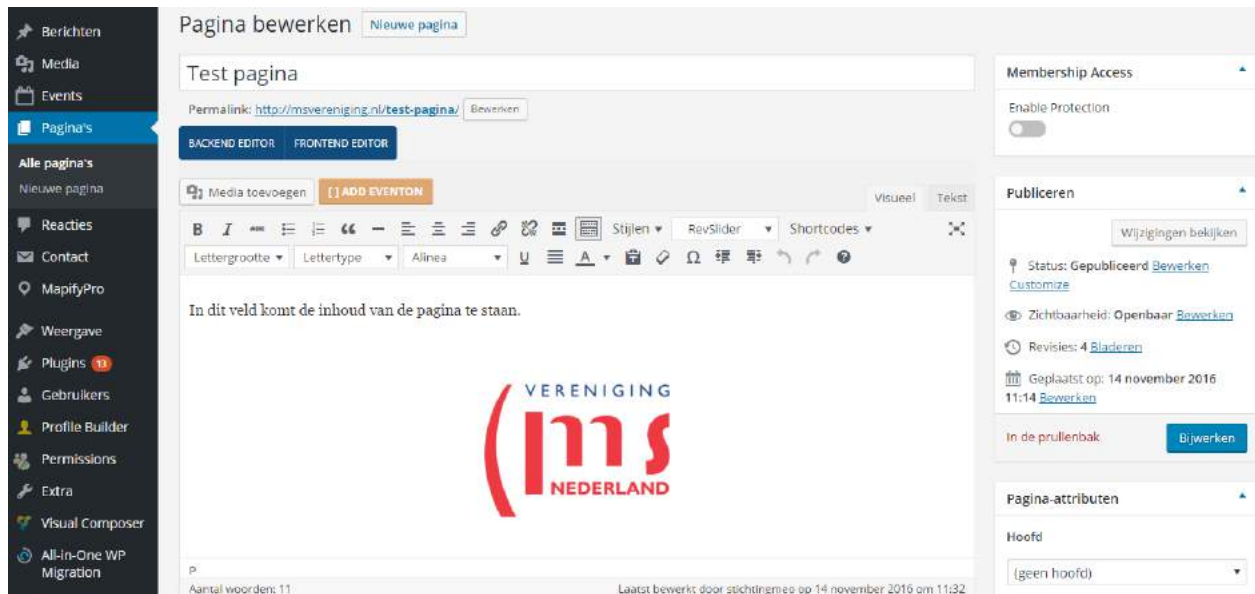 Berichten
Media
Events
Pagina's
Alle pagina's
Nieuwe pagina
Reacties
Contact
MapifyPro
Weergave
Plugins 13
Gebruikers
Profile Builder
Permissions
Extra
Visual Composer
All-in-One WP
Migration
Pagina bewerken Nieuwe pagina
Test pagina
Permalink: http://msvereniging.nl/test-pagina/ Bewerken
BACKEND EDITOR FRONTEND EDITOR
Media toevoegen [ ] ADD EVENTON Visueel Tekst
B I ABC Stijlen RevSlider Shortcodes
Lettergrootte Lettertype Alinea U A Ω
In dit veld komt de inhoud van de pagina te staan.
VERENIGING
ms
NEDERLAND
P
Aantal woorden: 11 Laatst bewerkt door stichtingmeo op 14 november 2016 om 11:32
Membership Access
Enable Protection
Publiceren
Wijzigingen bekijken
Status: Gepubliceerd Bewerken
Customize
Zichtbaarheid: Openbaar Bewerken
Revisies: 4 Bladeren
Geplaatst op: 14 november 2016
11:14 Bewerken
In de prullenbak Bijwerken
Pagina-attributen
Hoofd
(geen hoofd)